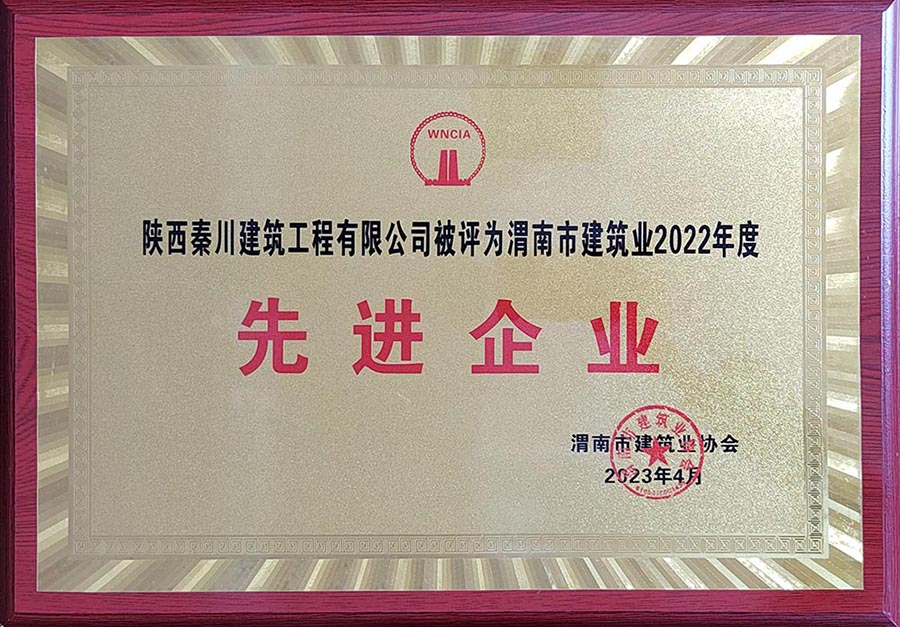 WNCIA
陕西秦川建筑工程有限公司被评为渭南市建筑业2022年度
先进企业
渭南市建筑业协会
2023年4月